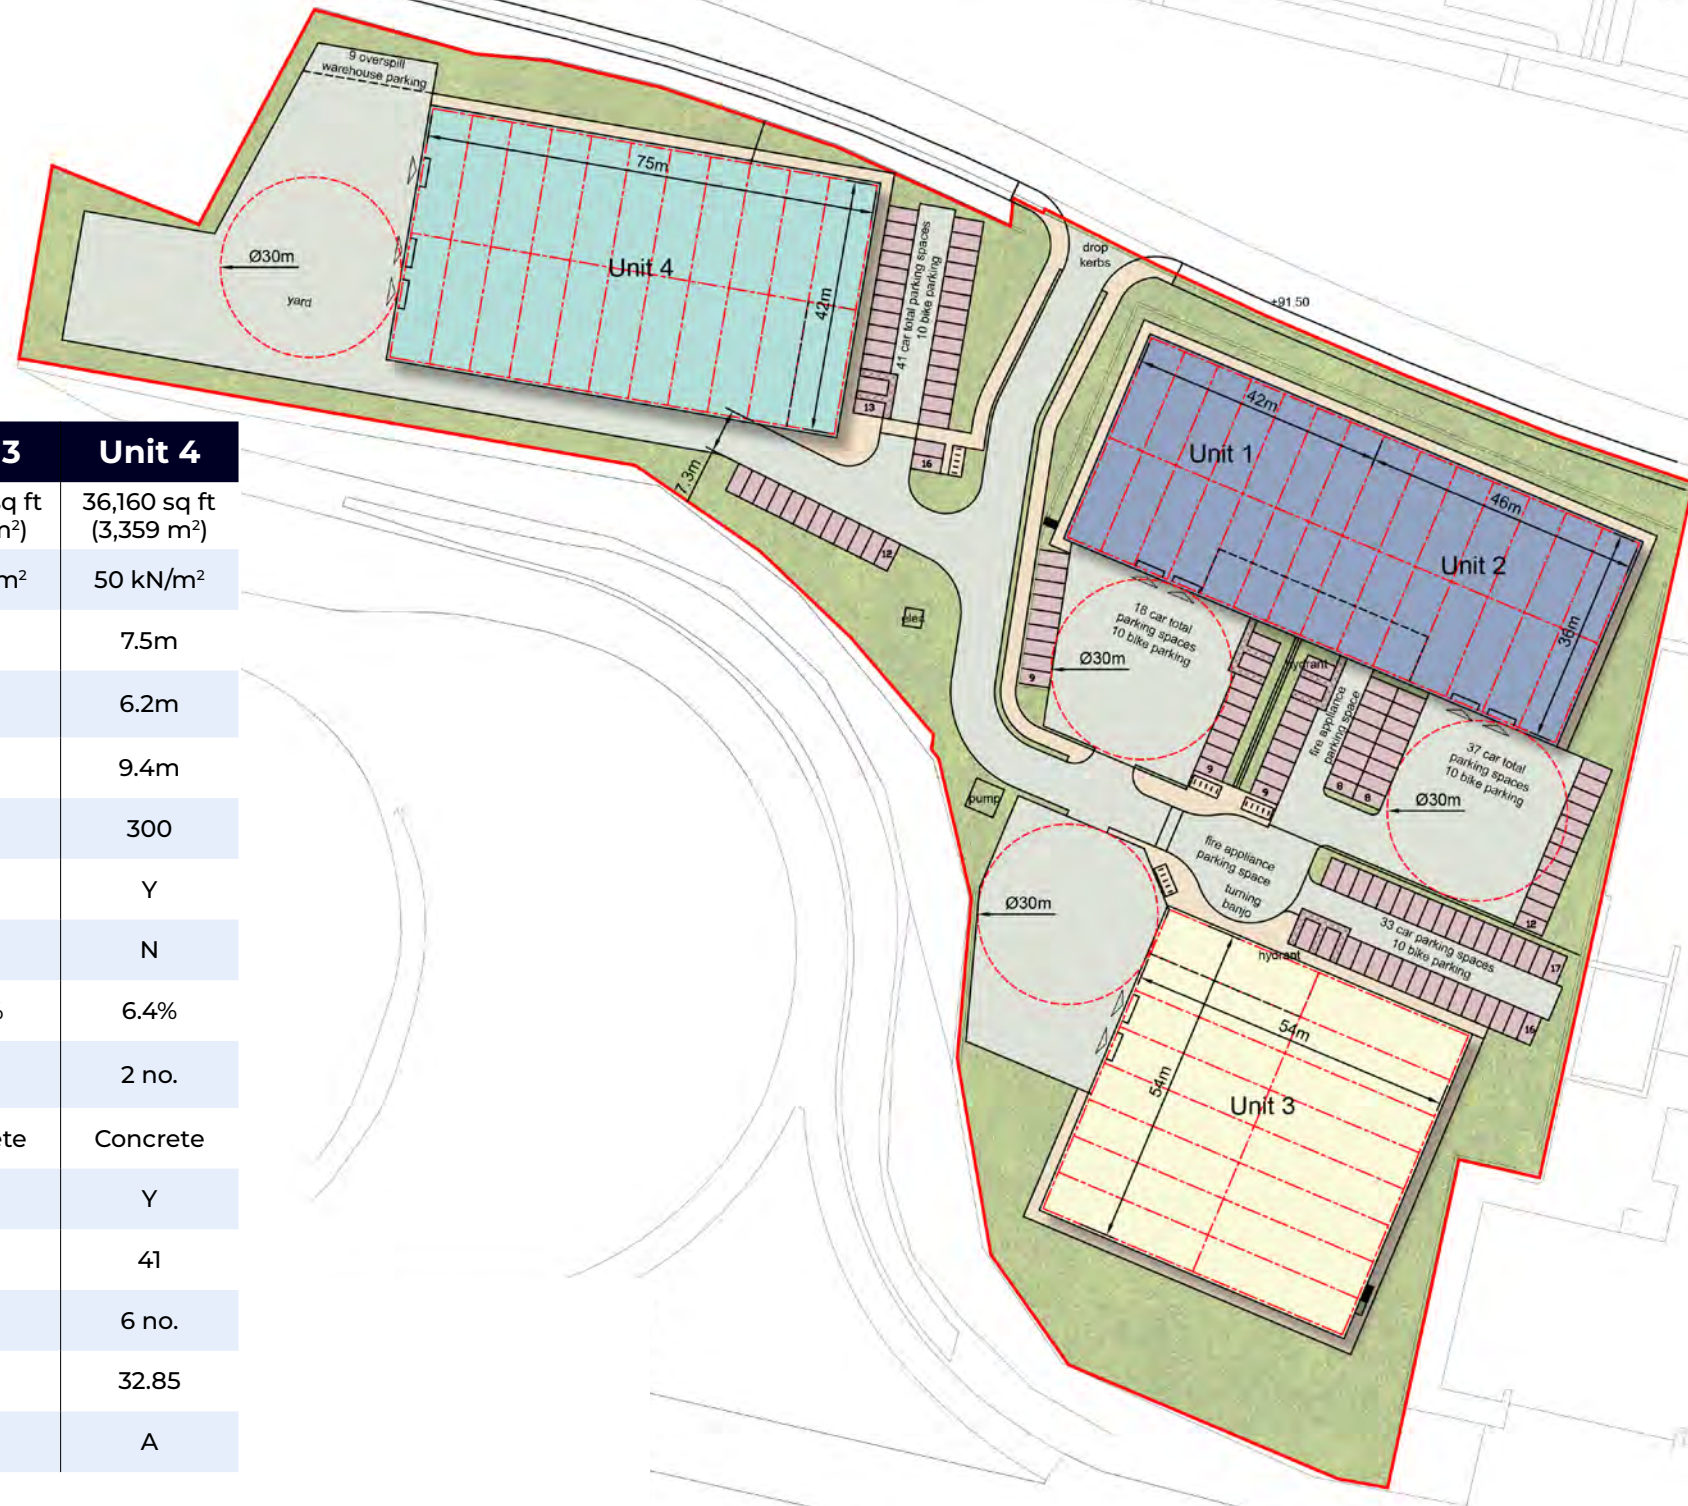 9 overspill
warehouse parking
75m
Unit 4
42m
Ø30m
yard
41 car total parking spaces
10 bike parking
13
16
drop
kerbs
+91.50
7.3m
12
elec
42m
Unit 1
46m
Unit 2
36m
18 car total
parking spaces
10 bike parking
Ø30m
9
9
hydrant
fire appliance
parking space
9
8
8
37 car total
parking spaces
10 bike parking
Ø30m
12
pump
fire appliance
parking space
turning
banjo
Ø30m
33 car parking spaces
10 bike parking
17
16
hydrant
54m
54m
Unit 3
3 Unit 4
sq ft 36,160 sq ft
m²) (3,359 m²)
m² 50 kN/m²
7.5m
6.2m
9.4m
300
Y
N
% 6.4%
2 no.
ete Concrete
Y
41
6 no.
32.85
A